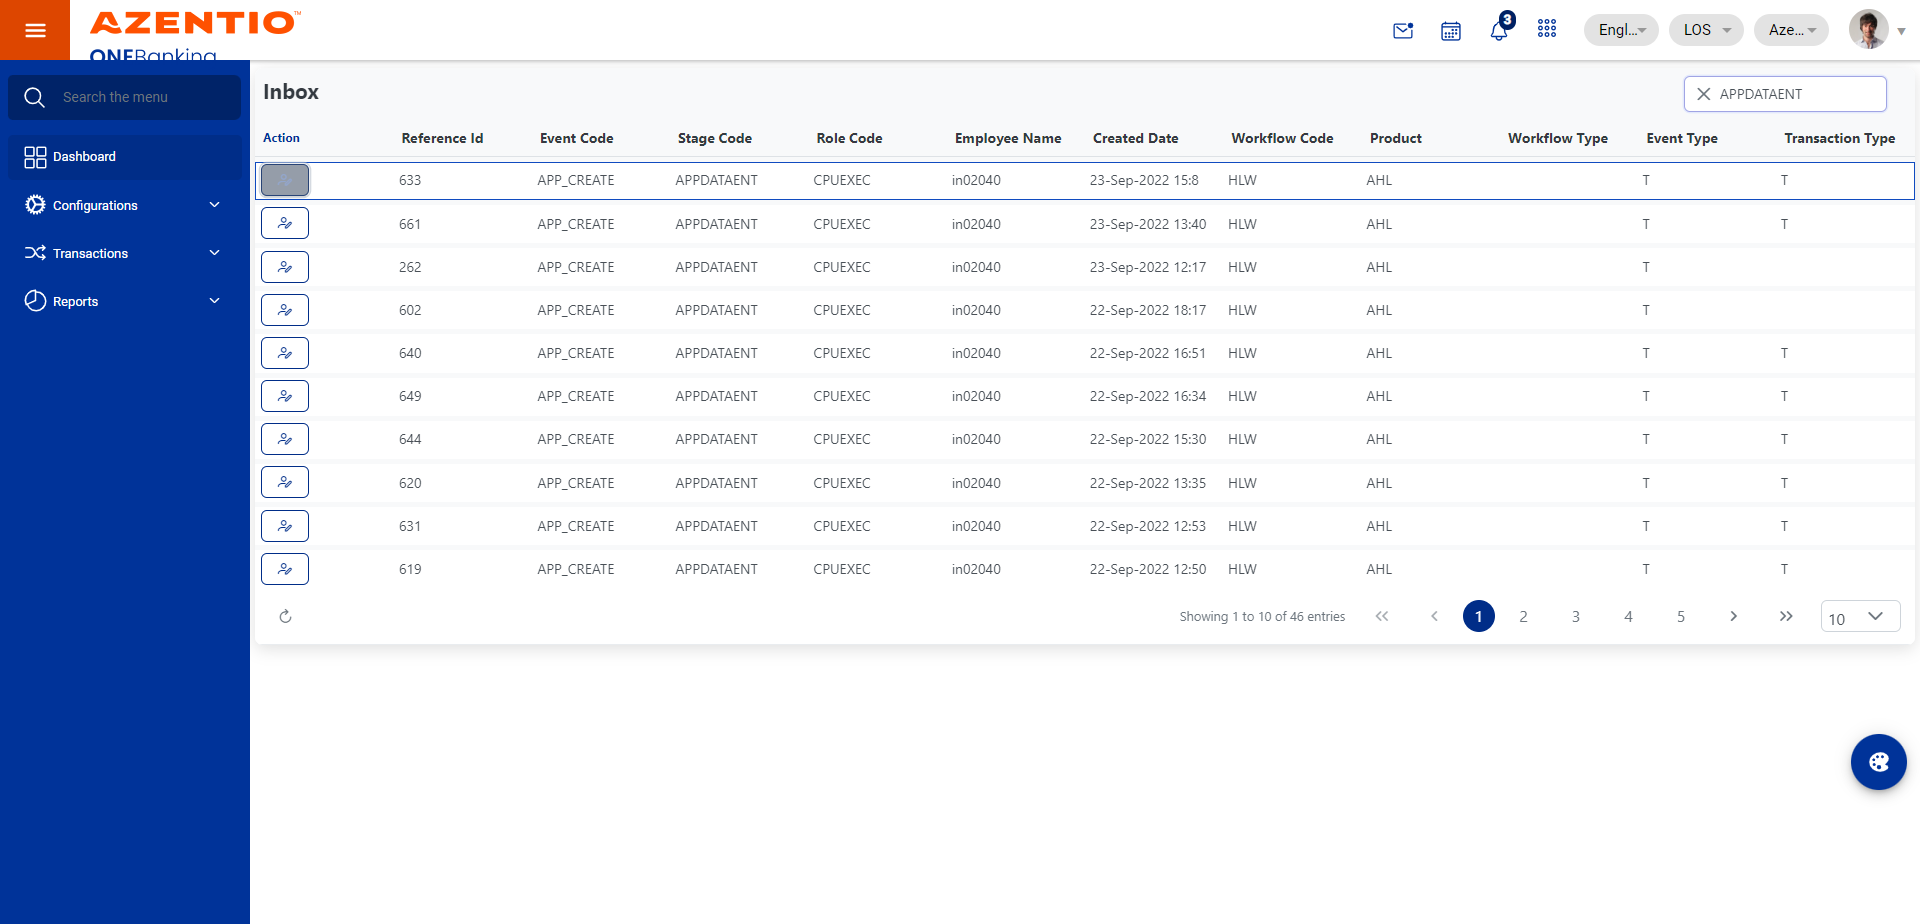 AZENTIO™
ONEBanking
3
Engl...
LOS
Aze...
Search the menu
Dashboard
Configurations
Transactions
Reports
Inbox
APPDATAENT
Action Reference Id Event Code Stage Code Role Code Employee Name Created Date Workflow Code Product Workflow Type Event Type Transaction Type
633 APP_CREATE APPDATAENT CPUEXEC in02040 23-Sep-2022 15:8 HLW AHL T T
661 APP_CREATE APPDATAENT CPUEXEC in02040 23-Sep-2022 13:40 HLW AHL T T
262 APP_CREATE APPDATAENT CPUEXEC in02040 23-Sep-2022 12:17 HLW AHL T
602 APP_CREATE APPDATAENT CPUEXEC in02040 22-Sep-2022 18:17 HLW AHL T
640 APP_CREATE APPDATAENT CPUEXEC in02040 22-Sep-2022 16:51 HLW AHL T T
649 APP_CREATE APPDATAENT CPUEXEC in02040 22-Sep-2022 16:34 HLW AHL T T
644 APP_CREATE APPDATAENT CPUEXEC in02040 22-Sep-2022 15:30 HLW AHL T T
620 APP_CREATE APPDATAENT CPUEXEC in02040 22-Sep-2022 13:35 HLW AHL T T
631 APP_CREATE APPDATAENT CPUEXEC in02040 22-Sep-2022 12:53 HLW AHL T T
619 APP_CREATE APPDATAENT CPUEXEC in02040 22-Sep-2022 12:50 HLW AHL T T
Showing 1 to 10 of 46 entries 1 2 3 4 5 10